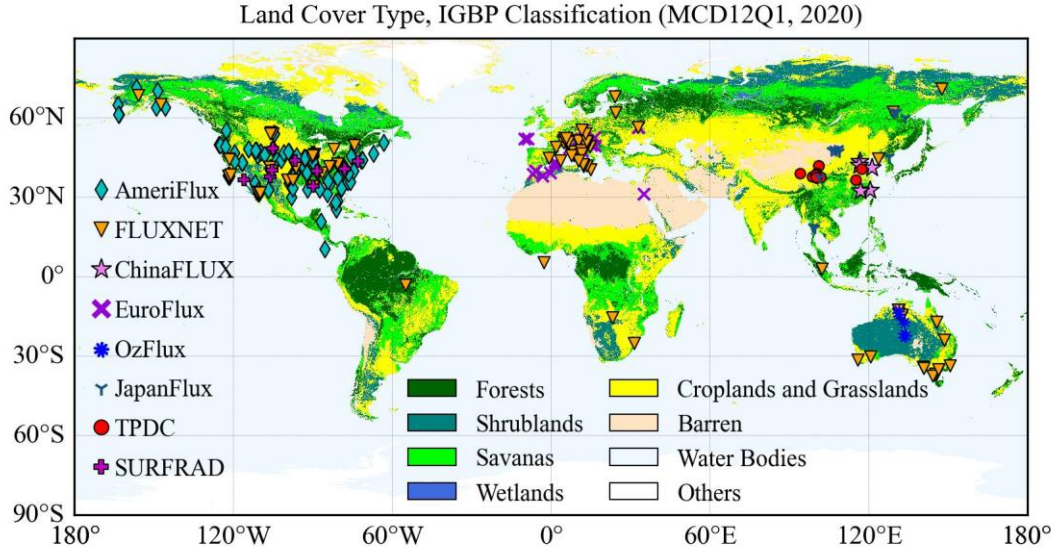 Land Cover Type, IGBP Classification (MCD12Q1, 2020)
60°N
30°N
0°
30°S
60°S
90°S
AmeriFlux
FLUXNET
ChinaFLUX
EuroFlux
OzFlux
JapanFlux
TPDC
SURFRAD
Forests
Shrublands
Savanas
Wetlands
Croplands and Grasslands
Barren
Water Bodies
Others
180° 120°W 60°W 0° 60°E 120°E 180°